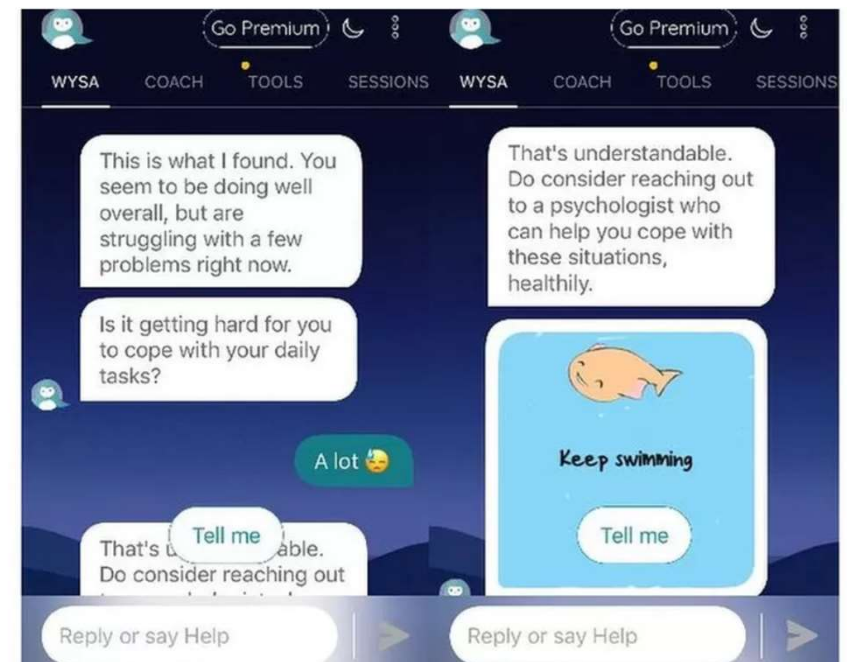 Go Premium
WYSA COACH TOOLS SESSIONS
This is what I found. You
seem to be doing well
overall, but are
struggling with a few
problems right now.
Is it getting hard for you
to cope with your daily
tasks?
A lot 😓
Tell me
That's able.
Do consider reaching out
Reply or say Help
Go Premium
WYSA COACH TOOLS SESSIONS
That's understandable.
Do consider reaching out
to a psychologist who
can help you cope with
these situations,
healthily.
Keep swimming
Tell me
Reply or say Help